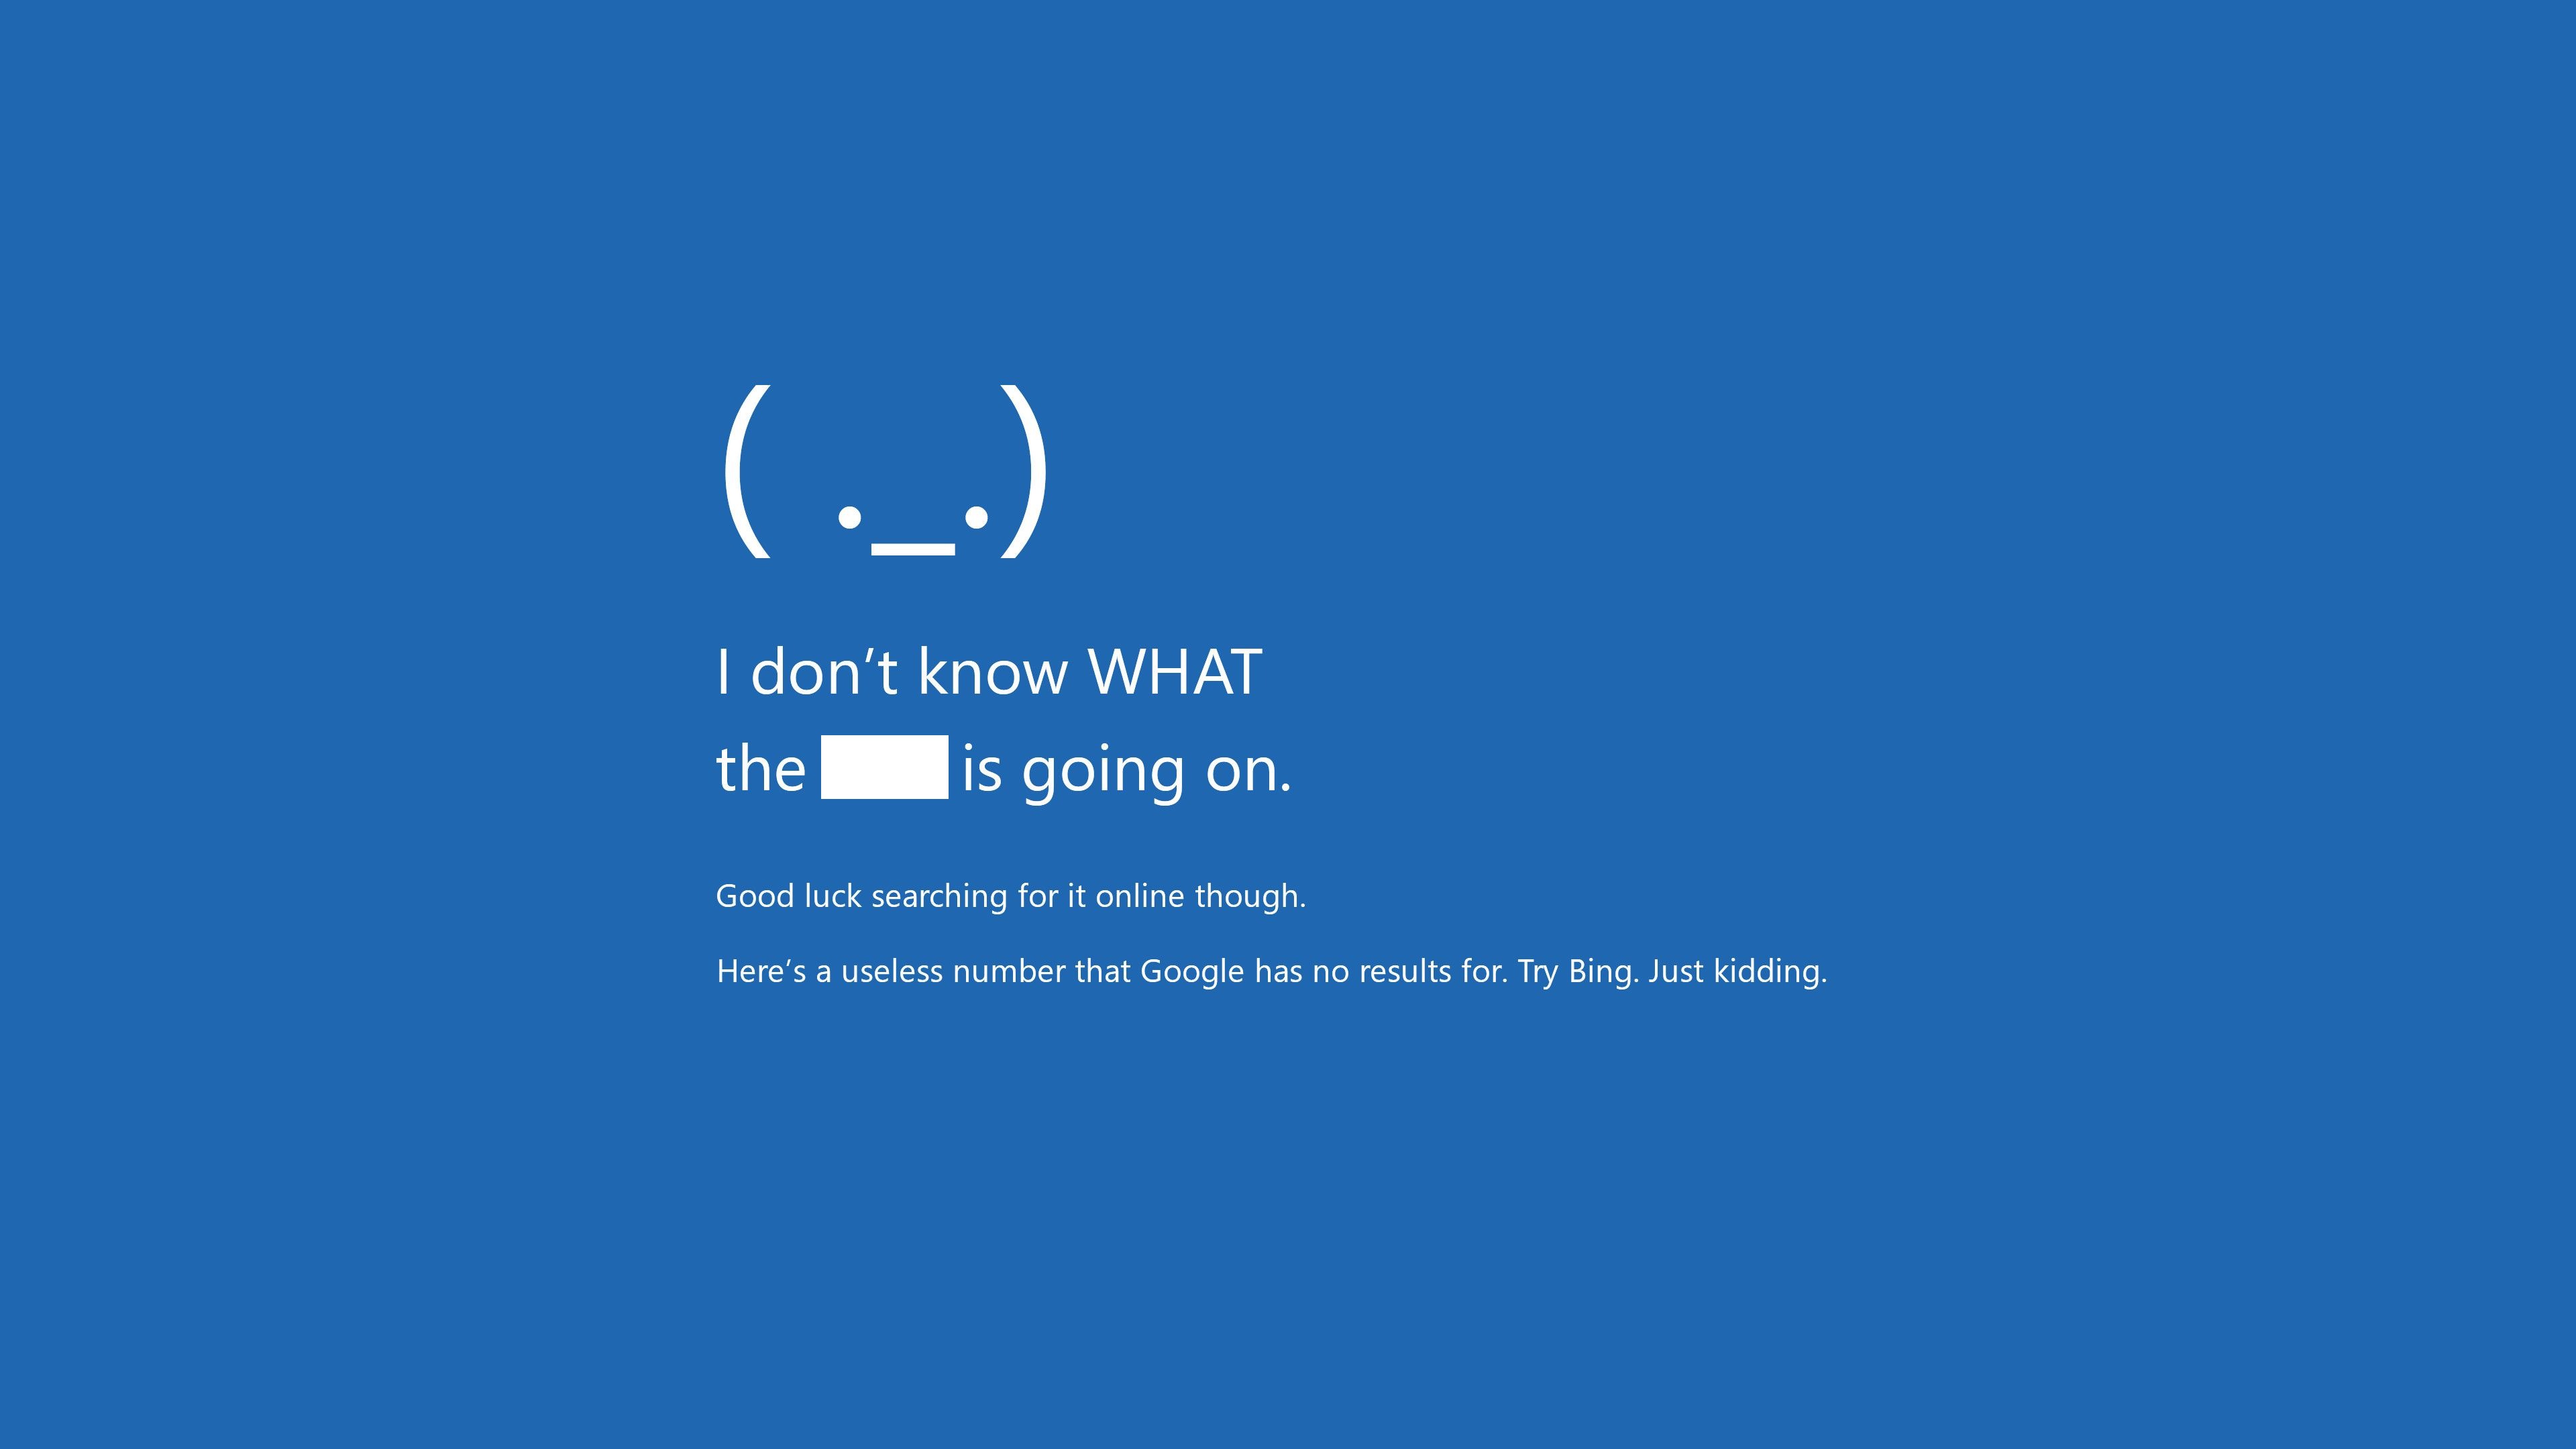 ( ._.)
I don’t know WHAT
the is going on.
Good luck searching for it online though.
Here’s a useless number that Google has no results for. Try Bing. Just kidding.